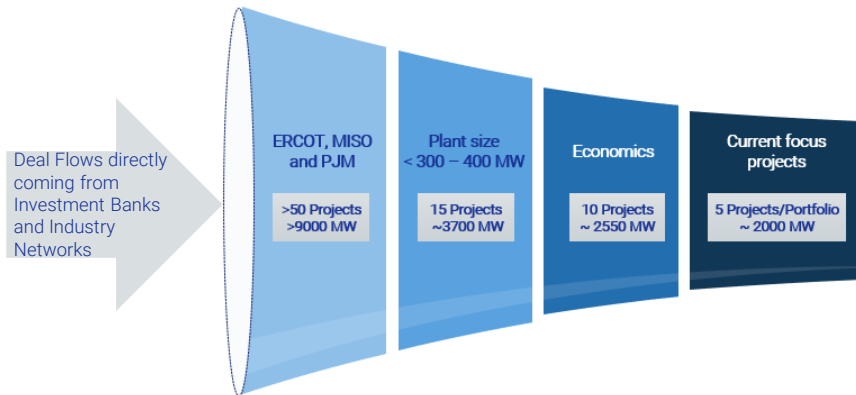 Deal Flows directly
coming from
Investment Banks
and Industry
Networks
ERCOT, MISO
and PJM
>50 Projects
>9000 MW
Plant size
< 300 – 400 MW
15 Projects
~3700 MW
Economics
10 Projects
~ 2550 MW
Current focus
projects
5 Projects/Portfolio
~ 2000 MW